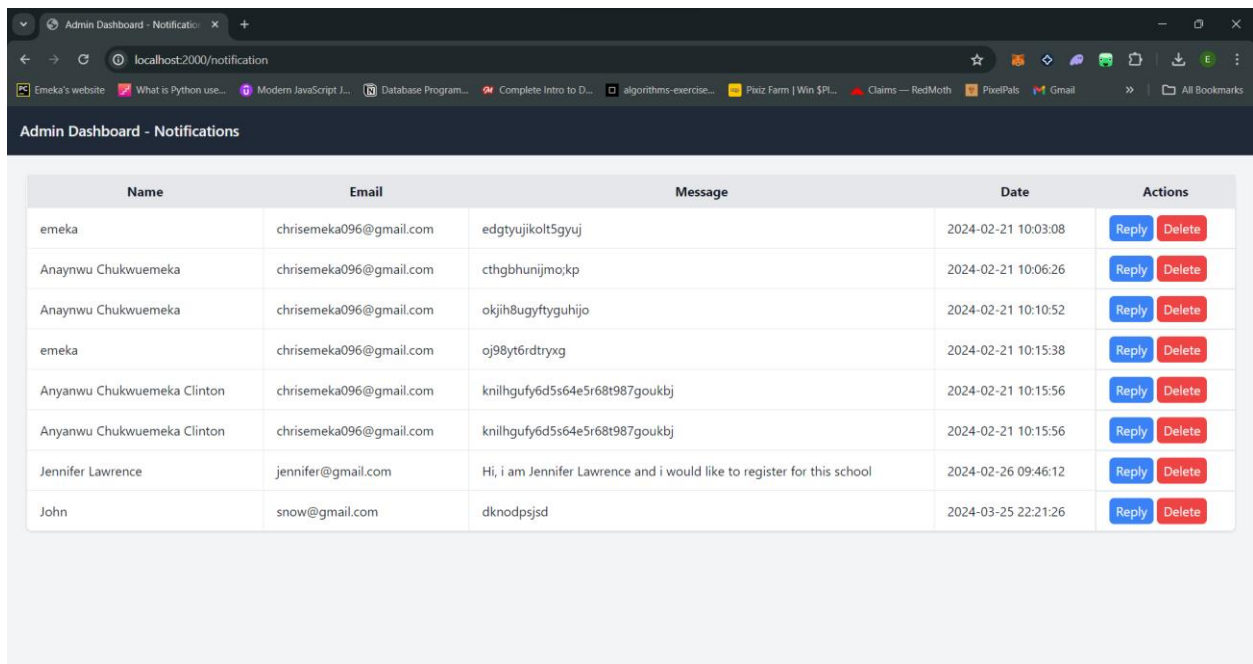 Admin Dashboard - Notification
localhost:2000/notification
E
Emeka's website What is Python use... Modern JavaScript J... Database Program... Complete Intro to D... algorithms-exercise... Pixiz Farm | Win $PI... Claims — RedMoth PixelPals Gmail All Bookmarks
Admin Dashboard - Notifications
Name Email Message Date Actions
emeka chrisemeka096@gmail.com edgtyujikolt5gyuj 2024-02-21 10:03:08 Reply Delete
Anaynwu Chukwuemeka chrisemeka096@gmail.com cthgbhunijmo;kp 2024-02-21 10:06:26 Reply Delete
Anaynwu Chukwuemeka chrisemeka096@gmail.com okjih8ugyftyguhijo 2024-02-21 10:10:52 Reply Delete
emeka chrisemeka096@gmail.com oj98yt6rdtryxg 2024-02-21 10:15:38 Reply Delete
Anyanwu Chukwuemeka Clinton chrisemeka096@gmail.com knilhgufy6d5s64e5r68t987goukbj 2024-02-21 10:15:56 Reply Delete
Anyanwu Chukwuemeka Clinton chrisemeka096@gmail.com knilhgufy6d5s64e5r68t987goukbj 2024-02-21 10:15:56 Reply Delete
Jennifer Lawrence jennifer@gmail.com Hi, i am Jennifer Lawrence and i would like to register for this school 2024-02-26 09:46:12 Reply Delete
John snow@gmail.com dknodpsjsd 2024-03-25 22:21:26 Reply Delete